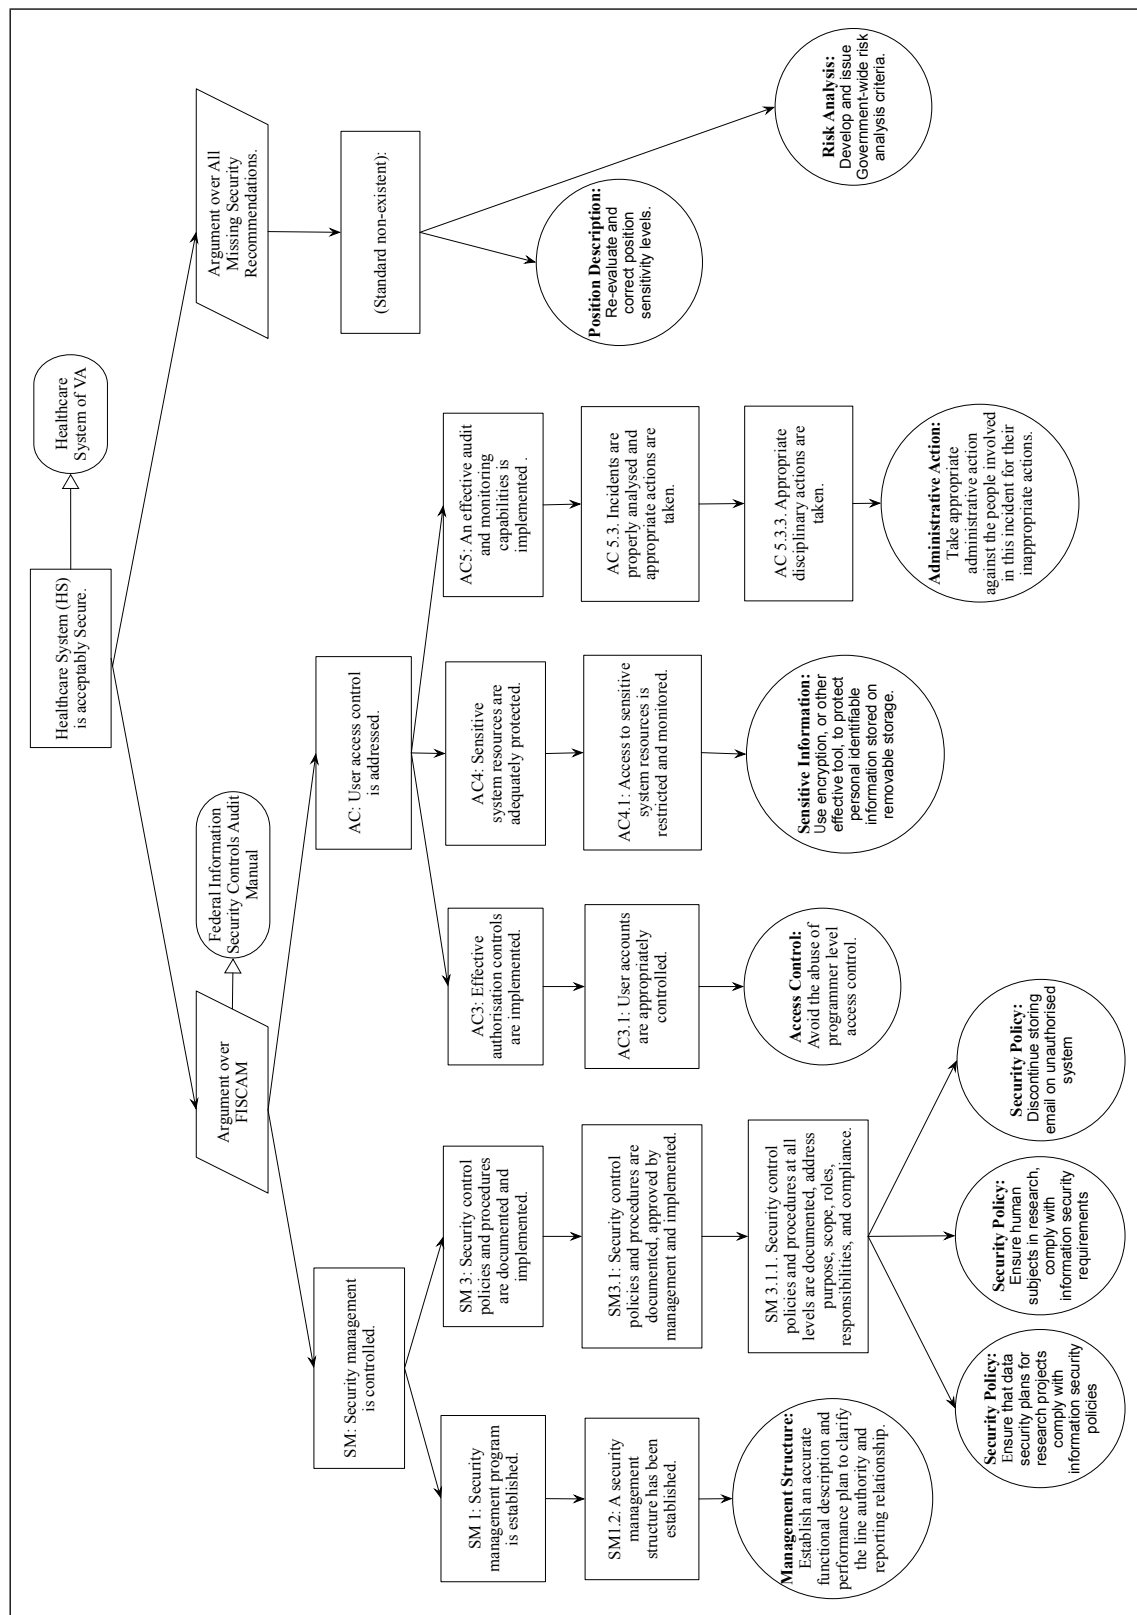 Healthcare System (HS)
is acceptably Secure.
Healthcare
System of VA
Argument over
FISCAM
Federal Information
Security Controls Audit
Manual
Argument over All
Missing Security
Recommendations.
SM: Security management
is controlled.
AC: User access control
is addressed.
(Standard non-existent):
SM 1: Security
management program
is established.
SM 3: Security control
policies and procedures
are documented and
implemented.
AC3: Effective
authorisation controls
are implemented.
AC4: Sensitive
system resources are
adequately protected.
AC5: An effective audit
and monitoring
capabilities is
implemented .
Position Description:
Re-evaluate and
correct position
sensitivity levels.
Risk Analysis:
Develop and issue
Government-wide risk
analysis criteria.
SM1.2: A security
management
structure has been
established.
SM3.1: Security control
policies and procedures are
documented, approved by
management and implemented.
AC3.1: User accounts
are appropriately
controlled.
AC4.1: Access to sensitive
system resources is
restricted and monitored.
AC 5.3. Incidents are
properly analysed and
appropriate actions are
taken.
Management Structure:
Establish an accurate
functional description and
performance plan to clarify
the line authority and
reporting relationship.
SM 3.1.1. Security control
policies and procedures at all
levels are documented, address
purpose, scope, roles,
responsibilities, and compliance.
Access Control:
Avoid the abuse of
programmer level
access control.
Sensitive Information:
Use encryption, or other
effective tool, to protect
personal identifiable
information stored on
removable storage.
AC 5.3.3. Appropriate
disciplinary actions are
taken.
Administrative Action:
Take appropriate
administrative action
against the people involved
in this incident for their
inappropriate actions.
Security Policy:
Ensure that data
security plans for
research projects
comply with
information security
policies
Security Policy:
Ensure human
subjects in research,
comply with
information security
requirements
Security Policy:
Discontinue storing
email on unauthorised
system